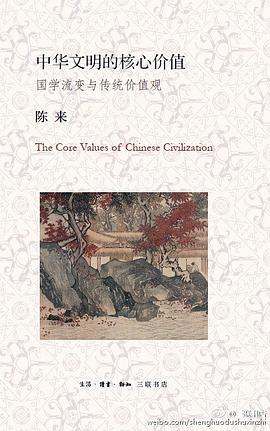 中华文明的核心价值
国学流变与传统价值观
陈 来
The Core Values of Chinese Civilization
生活·读书·新知 三联书店
weibo.com/shenghuodushuxinzhi